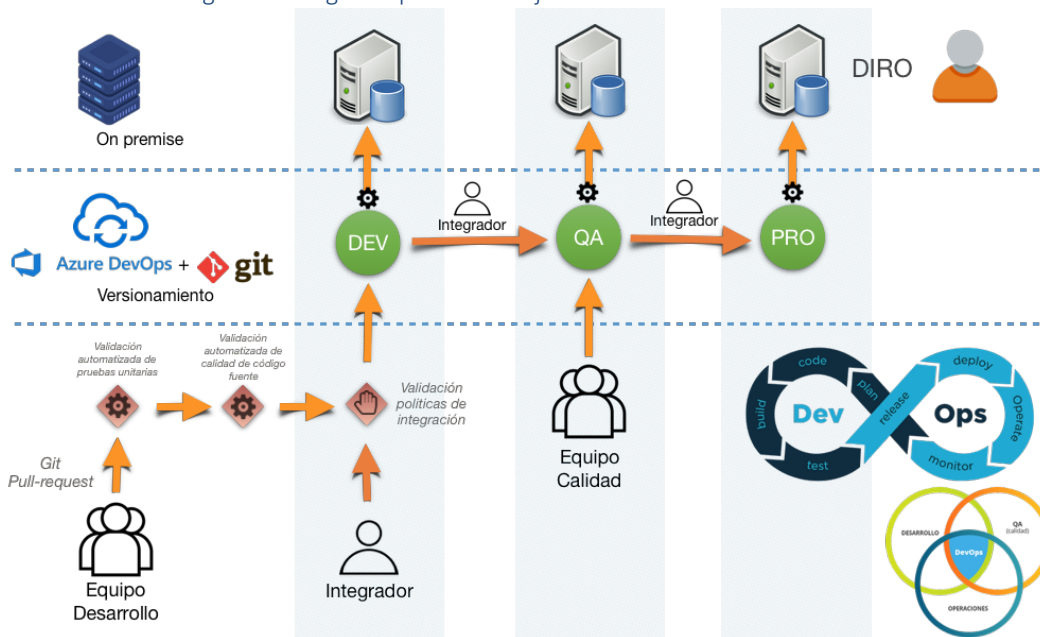 DIRO
On premise
Integrador
Integrador
DEV
QA
PRO
Azure DevOps + git
Versionamiento
Validación
automatizada de
pruebas unitarias
Validación
automatizada de
calidad de código
fuente
Validación
políticas de
integración
Git
Pull-request
Equipo
Desarrollo
Integrador
Equipo
Calidad
code
plan
build
test
release
deploy
Operate
monitor
Dev
Ops
DESARROLLO
QA
(calidad)
DevOps
OPERACIONES